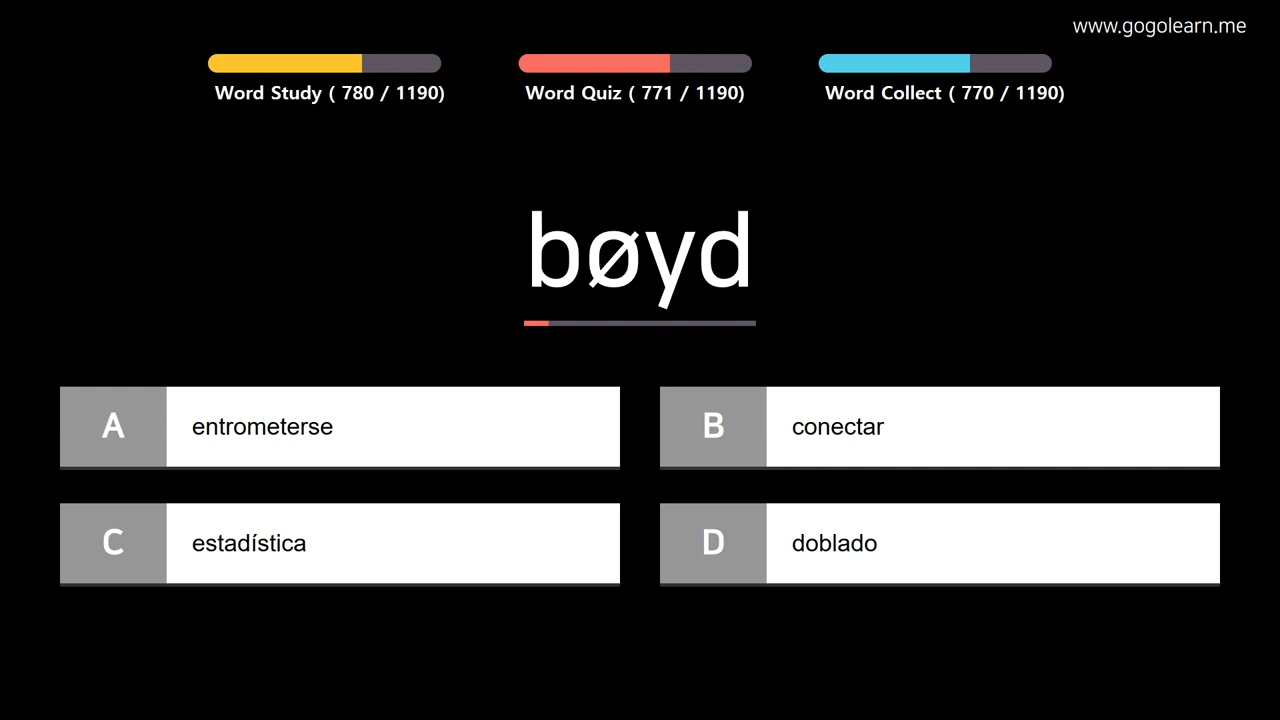 www.gogolearn.me
Word Study ( 780 / 1190)
Word Quiz ( 771 / 1190)
Word Collect ( 770 / 1190)
bøyd
A entrometerse
B conectar
C estadística
D doblado